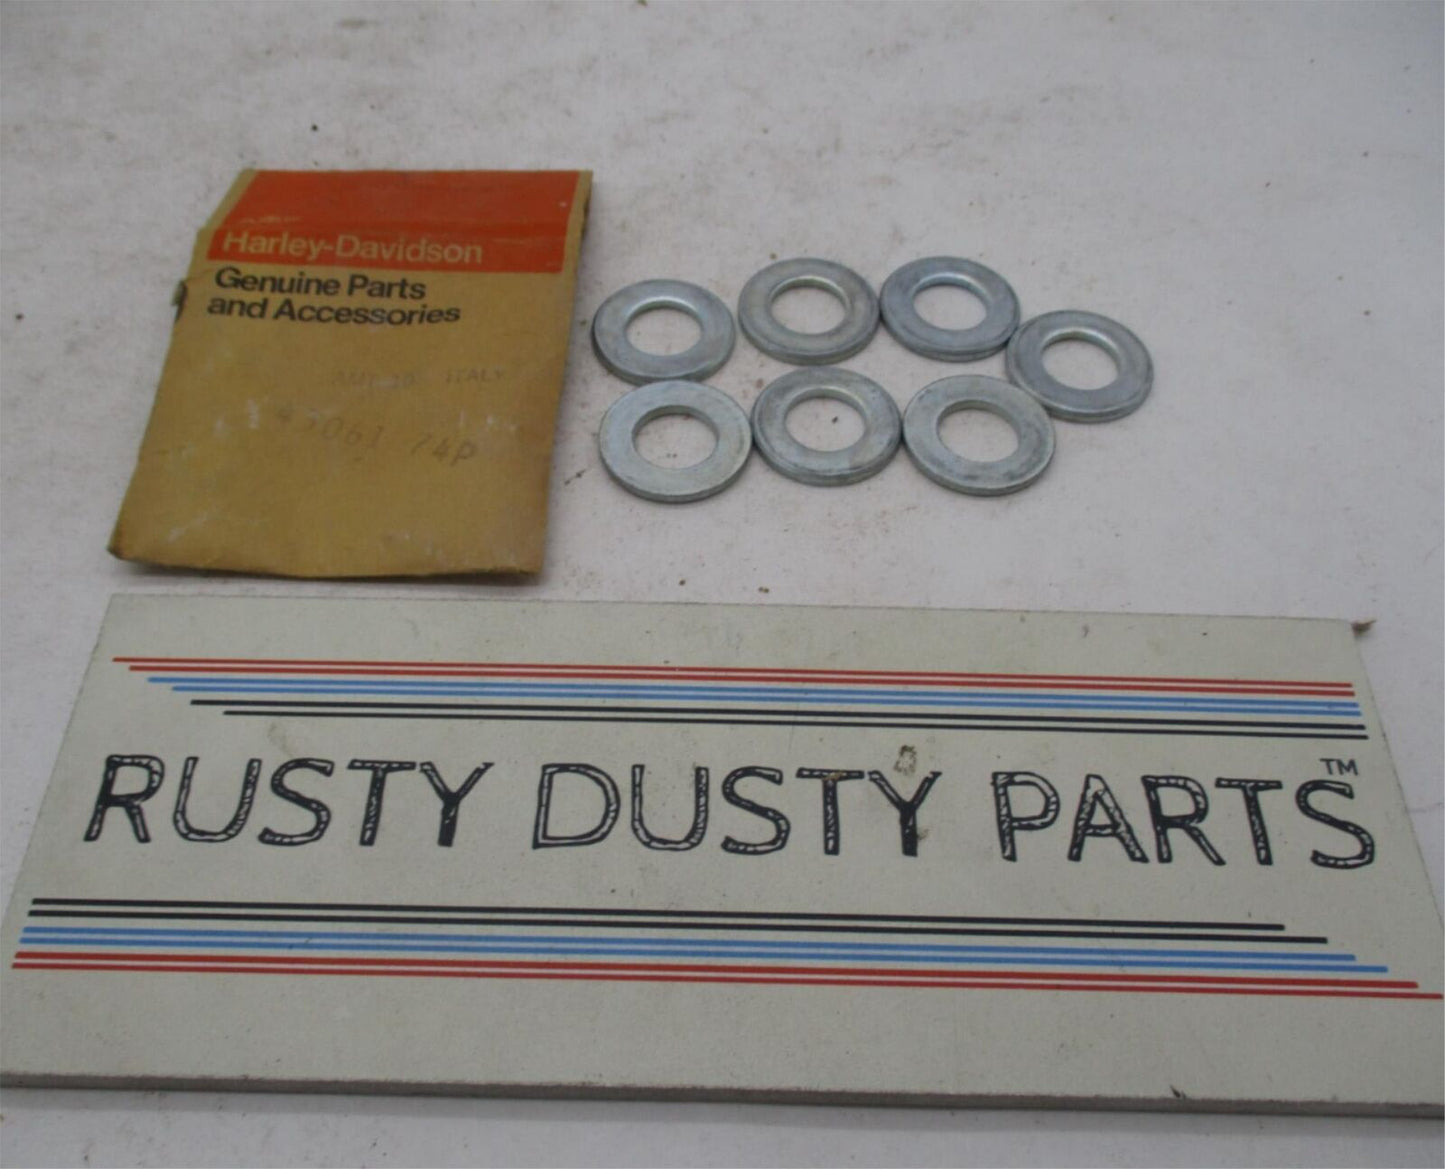 Harley-Davidson
Genuine Parts
and Accessories
ITALY
74P
RUSTY DUSTY PARTS™